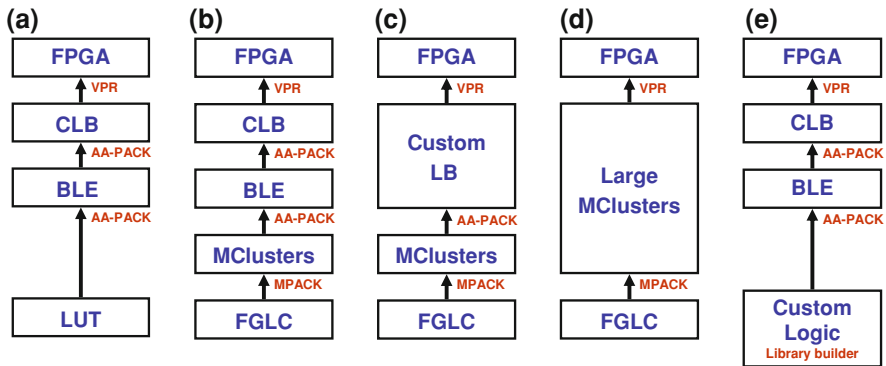 (a)
FPGA
VPR
CLB
AA-PACK
BLE
AA-PACK
LUT
(b)
FPGA
VPR
CLB
AA-PACK
BLE
AA-PACK
MClusters
MPACK
FGLC
(c)
FPGA
VPR
Custom
LB
AA-PACK
MClusters
MPACK
FGLC
(d)
FPGA
VPR
Large
MClusters
MPACK
FGLC
(e)
FPGA
VPR
CLB
AA-PACK
BLE
AA-PACK
Custom
Logic
Library builder